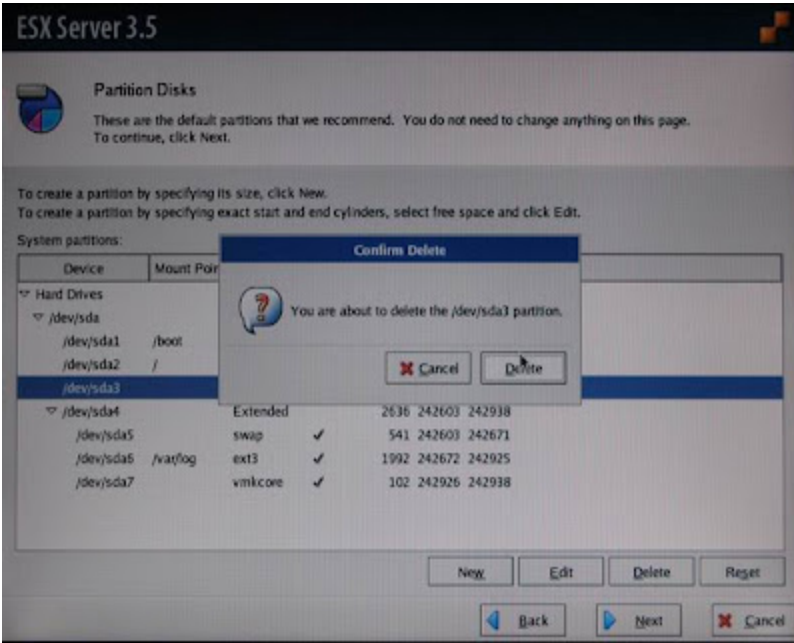 ESX Server 3.5
Partition Disks
These are the default partitions that we recommend. You do not need to change anything on this page.
To continue, click Next.
To create a partition by specifying its size, click New.
To create a partition by specifying exact start and end cylinders, select free space and click Edit.
System partitions:
Confirm Delete
Device Mount Poin
Hard Drives
You are about to delete the /dev/sda3 partition.
/dev/sda
/dev/sda1 /boot
/dev/sda2 /
Cancel Delete
/dev/sda3
/dev/sda4 Extended 2636 242603 242938
/dev/sda5 swap ✓ 541 242603 242671
/dev/sda6 /var/log ext3 ✓ 1992 242672 242925
/dev/sda7 vmkcore ✓ 102 242926 242938
New Edit Delete Reset
Back Next Cancel